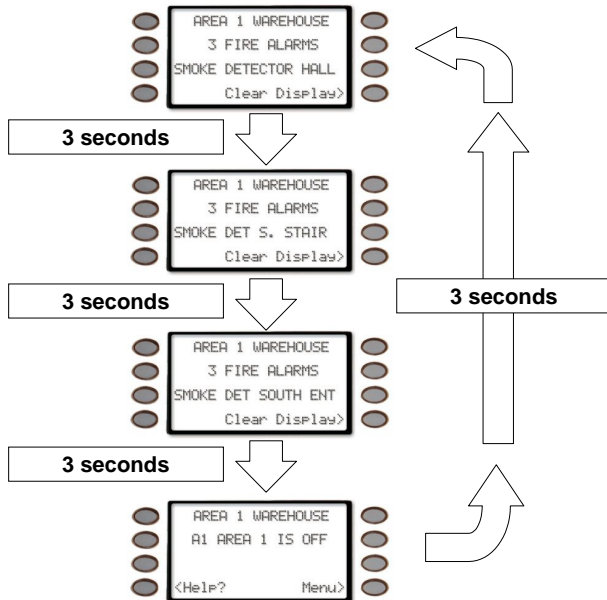 AREA 1 WAREHOUSE
3 FIRE ALARMS
SMOKE DETECTOR HALL
Clear Display>
3 seconds
AREA 1 WAREHOUSE
3 FIRE ALARMS
SMOKE DET S. STAIR
Clear Display>
3 seconds
3 seconds
AREA 1 WAREHOUSE
3 FIRE ALARMS
SMOKE DET SOUTH ENT
Clear Display>
3 seconds
AREA 1 WAREHOUSE
A1 AREA 1 IS OFF
<Help? Menu>